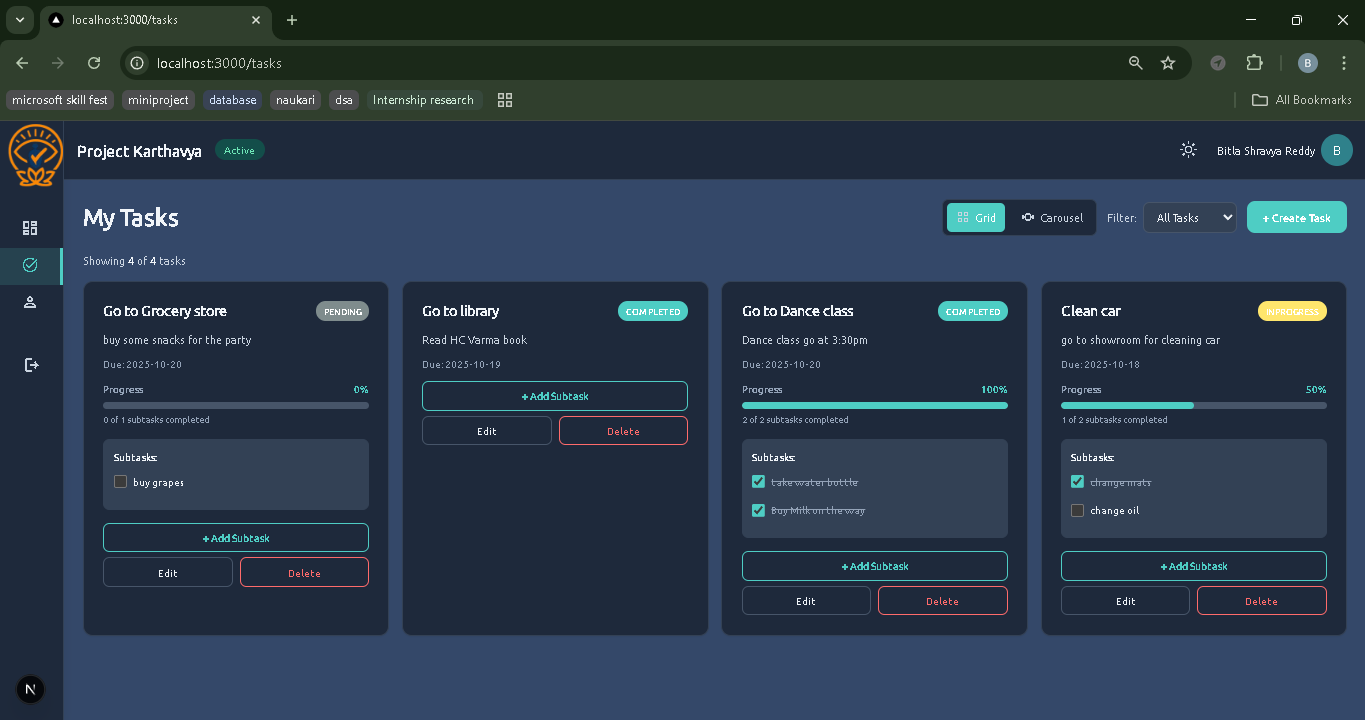 localhost:3000/tasks
localhost:3000/tasks
B
microsoft skill fest
miniproject
database
naukari
dsa
Internship research
All Bookmarks
Project Karthavya
Active
Bitla Shravya Reddy
B
My Tasks
Grid
Carousel
Filter:
All Tasks
+ Create Task
Showing 4 of 4 tasks
Go to Grocery store
PENDING
buy some snacks for the party
Due: 2025-10-20
Progress
0%
0 of 1 subtasks completed
Subtasks:
buy grapes
+ Add Subtask
Edit
Delete
Go to library
COMPLETED
Read HC Varma book
Due: 2025-10-19
+ Add Subtask
Edit
Delete
Go to Dance class
COMPLETED
Dance class go at 3:30pm
Due: 2025-10-20
Progress
100%
2 of 2 subtasks completed
Subtasks:
take water bottle
Buy Milk on the way
+ Add Subtask
Edit
Delete
Clean car
INPROGRESS
go to showroom for cleaning car
Due: 2025-10-18
Progress
50%
1 of 2 subtasks completed
Subtasks:
change mats
change oil
+ Add Subtask
Edit
Delete
N